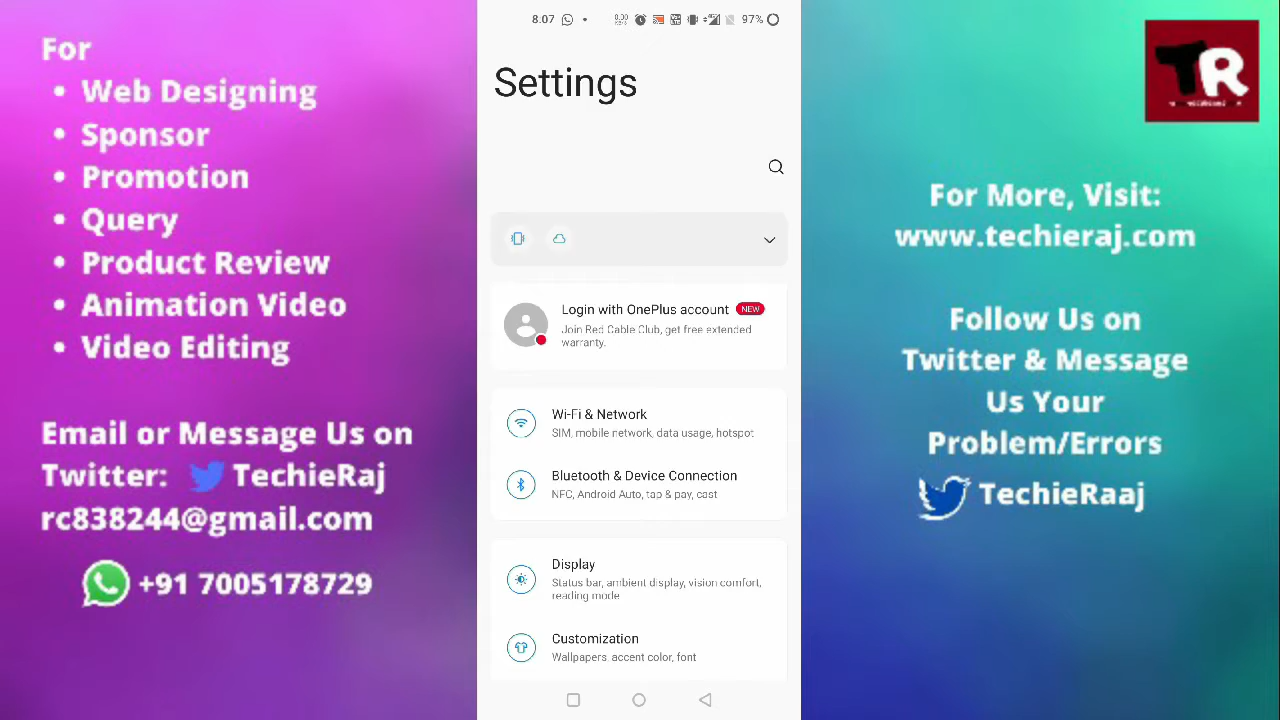 For
• Web Designing
• Sponsor
• Promotion
• Query
• Product Review
• Animation Video
• Video Editing
Email or Message Us on
Twitter: TechieRaj
rc838244@gmail.com
+91 7005178729
8.07
97%
Settings
Login with OnePlus account NEW
Join Red Cable Club, get free extended
warranty.
Wi-Fi & Network
SIM, mobile network, data usage, hotspot
Bluetooth & Device Connection
NFC, Android Auto, tap & pay, cast
Display
Status bar, ambient display, vision comfort,
reading mode
Customization
Wallpapers, accent color, font
TR
For More, Visit:
www.techieraj.com
Follow Us on
Twitter & Message
Us Your
Problem/Errors
TechieRaaj